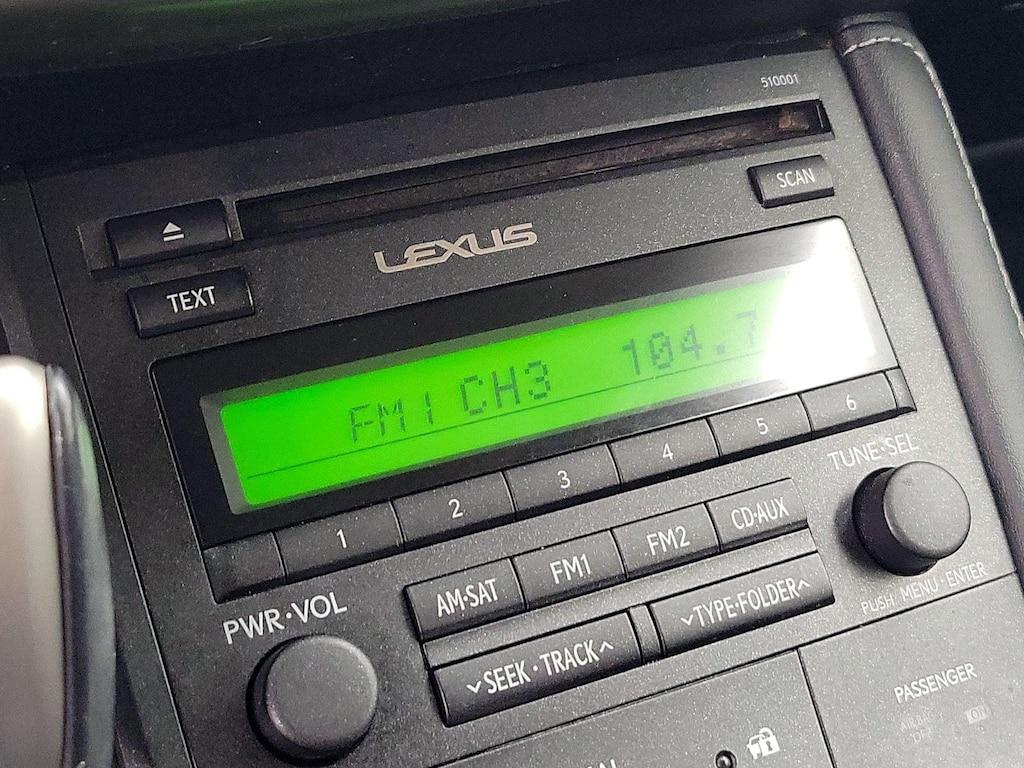 510001
SCAN
LEXUS
TEXT
FM1 CH3 104.7
1 2 3 4 5 6
TUNE·SEL
AM·SAT FM1 FM2 CD·AUX
PWR·VOL
SEEK·TRACK TYPE·FOLDER
PUSH MENU·ENTER
PASSENGER